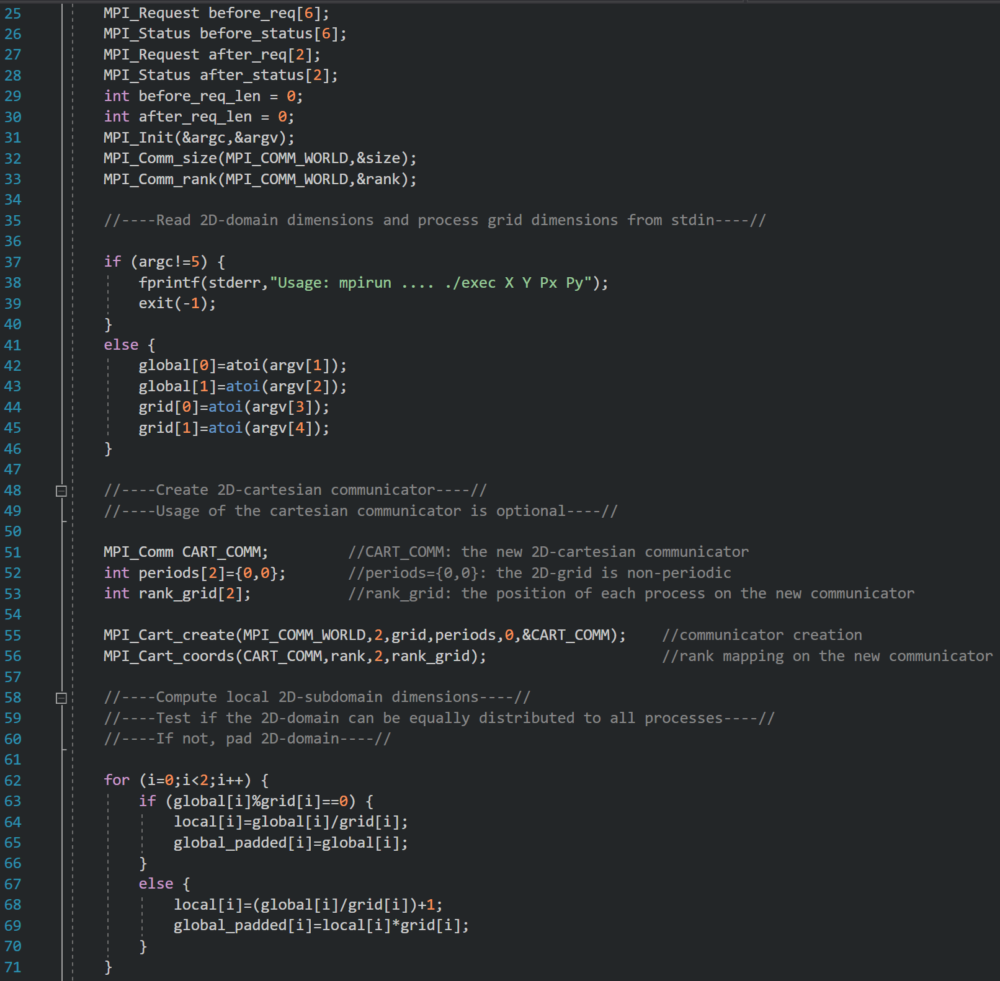 25 MPI_Request before_req[6];
26 MPI_Status before_status[6];
27 MPI_Request after_req[2];
28 MPI_Status after_status[2];
29 int before_req_len = 0;
30 int after_req_len = 0;
31 MPI_Init(&argc,&argv);
32 MPI_Comm_size(MPI_COMM_WORLD,&size);
33 MPI_Comm_rank(MPI_COMM_WORLD,&rank);
34
35 //----Read 2D-domain dimensions and process grid dimensions from stdin----//
36
37 if (argc!=5) {
38 fprintf(stderr,"Usage: mpirun .... ./exec X Y Px Py");
39 exit(-1);
40 }
41 else {
42 global[0]=atoi(argv[1]);
43 global[1]=atoi(argv[2]);
44 grid[0]=atoi(argv[3]);
45 grid[1]=atoi(argv[4]);
46 }
47
48 //----Create 2D-cartesian communicator----//
49 //----Usage of the cartesian communicator is optional----//
50
51 MPI_Comm CART_COMM; //CART_COMM: the new 2D-cartesian communicator
52 int periods[2]={0,0}; //periods={0,0}: the 2D-grid is non-periodic
53 int rank_grid[2]; //rank_grid: the position of each process on the new communicator
54
55 MPI_Cart_create(MPI_COMM_WORLD,2,grid,periods,0,&CART_COMM); //communicator creation
56 MPI_Cart_coords(CART_COMM,rank,2,rank_grid); //rank mapping on the new communicator
57
58 //----Compute local 2D-subdomain dimensions----//
59 //----Test if the 2D-domain can be equally distributed to all processes----//
60 //----If not, pad 2D-domain----//
61
62 for (i=0;i<2;i++) {
63 if (global[i]%grid[i]==0) {
64 local[i]=global[i]/grid[i];
65 global_padded[i]=global[i];
66 }
67 else {
68 local[i]=(global[i]/grid[i])+1;
69 global_padded[i]=local[i]*grid[i];
70 }
71 }